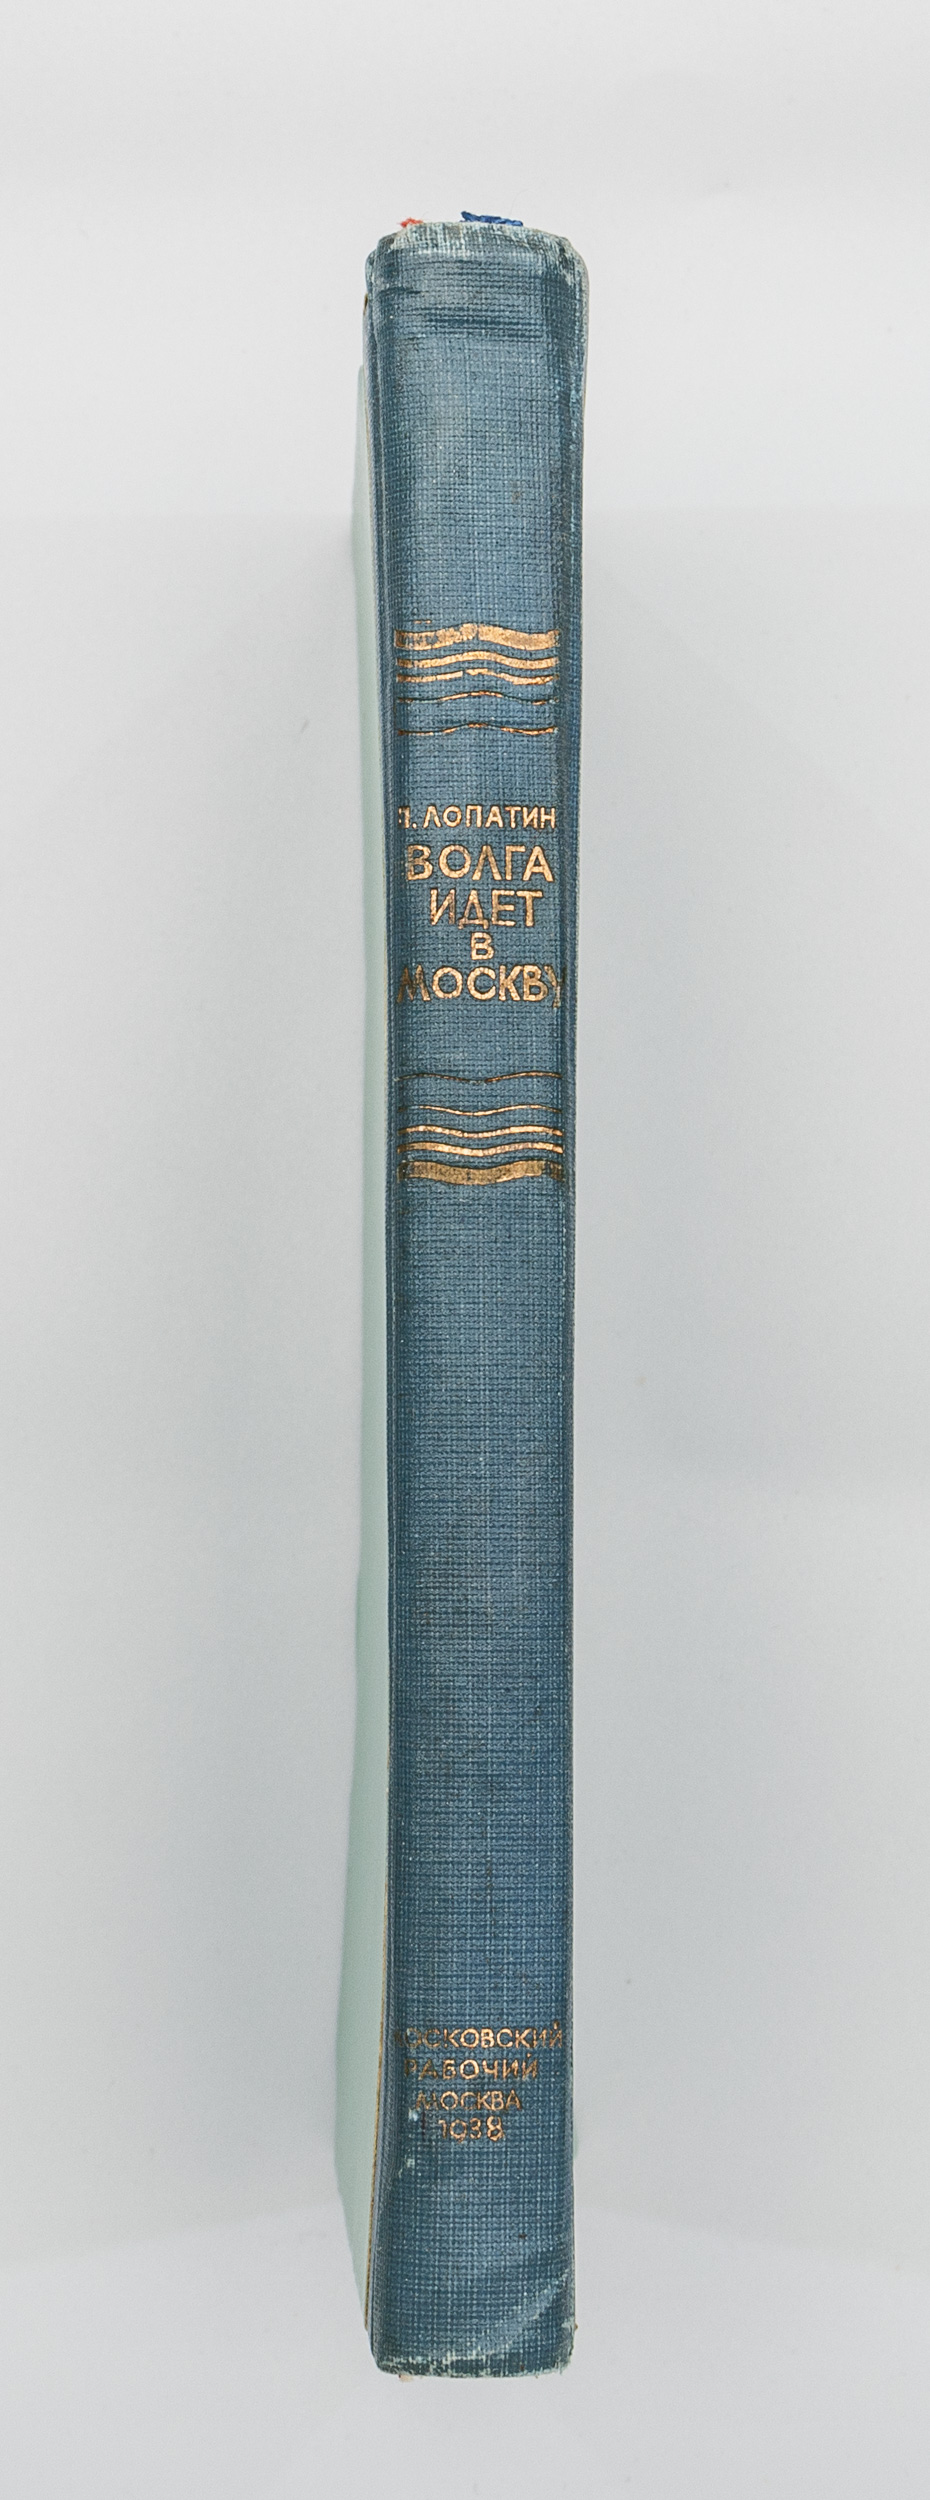 П. ЛОПАТИН
ВОЛГА
ИДЕТ
В
МОСКВУ
МОСКОВСКИЙ
РАБОЧИЙ
МОСКВА
1938